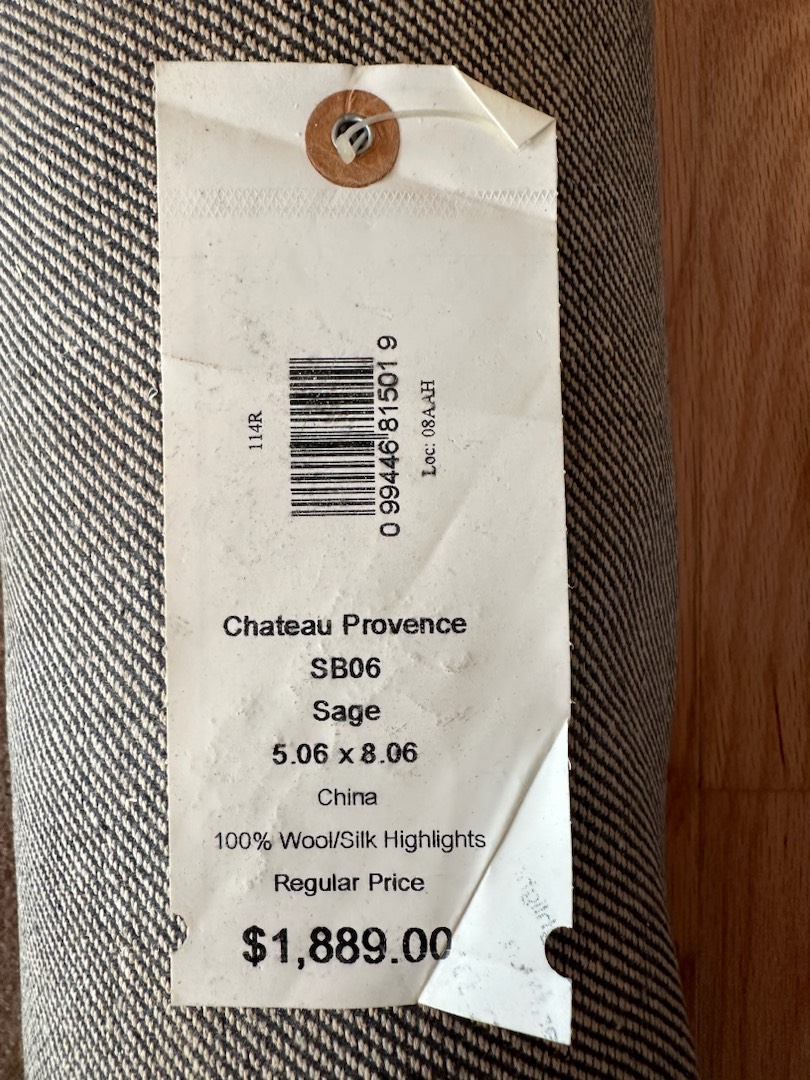 114R
0 99446 81501 9
Loc: 08AAH
Chateau Provence
SB06
Sage
5.06 x 8.06
China
100% Wool/Silk Highlights
Regular Price
$1,889.00